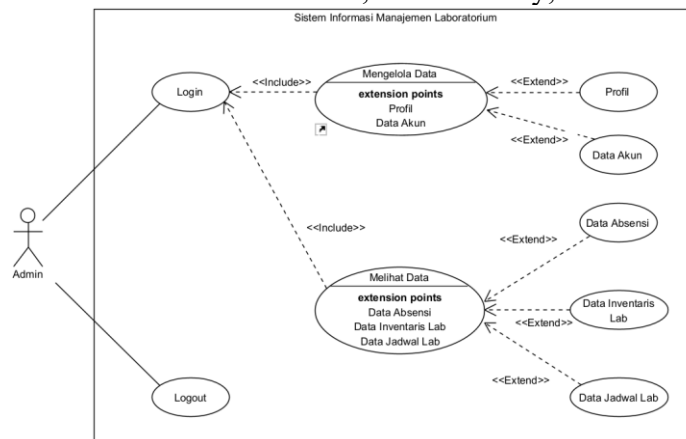 Sistem Informasi Manajemen Laboratorium
Login
<<Include>>
Mengelola Data
extension points
Profil
Data Akun
<<Extend>>
Profil
<<Extend>>
Data Akun
Admin
<<Include>>
Melihat Data
extension points
Data Absensi
Data Inventaris Lab
Data Jadwal Lab
<<Extend>>
Data Absensi
<<Extend>>
Data Inventaris
Lab
<<Extend>>
Data Jadwal Lab
Logout